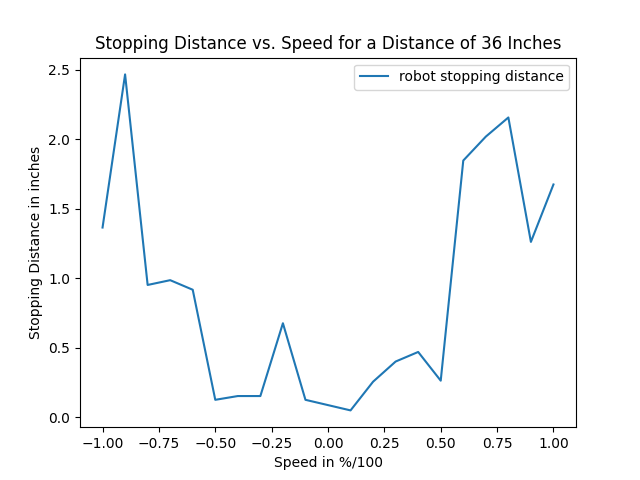 Stopping Distance vs. Speed for a Distance of 36 Inches
robot stopping distance
2.5
2.0
1.5
1.0
0.5
0.0
Stopping Distance in inches
−1.00 −0.75 −0.50 −0.25 0.00 0.25 0.50 0.75 1.00
Speed in %/100